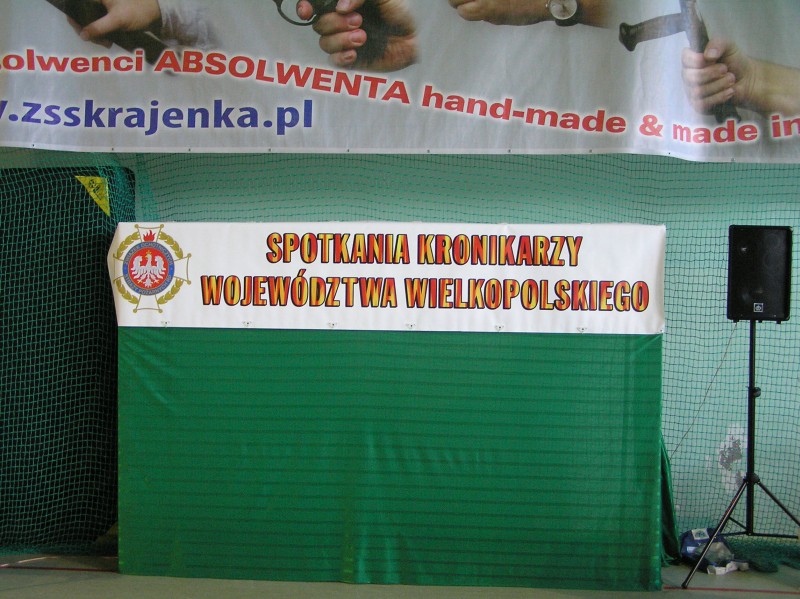 olwenci ABSOLWENTA hand-made & made in
.zsskrajenka.pl
SPOTKANIA KRONIKARZY
WOJEWÓDZTWA WIELKOPOLSKIEGO